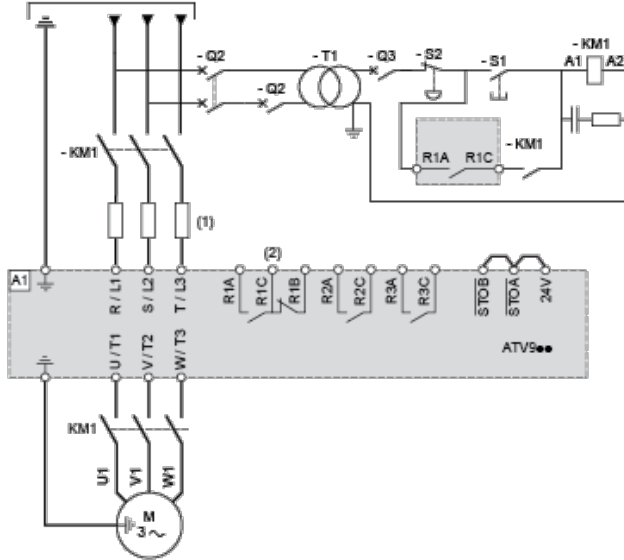 - Q2
- T1
- Q3
- S2
- S1
- KM1
A1
A2
- Q2
- KM1
R1A
R1C
- KM1
(1)
(2)
A1
R / L1
S / L2
T / L3
R1A
R1C
R1B
R2A
R2C
R3A
R3C
STOB
STOA
24V
U / T1
V / T2
W / T3
ATV9●●
KM1
U1
V1
W1
M
3 ~